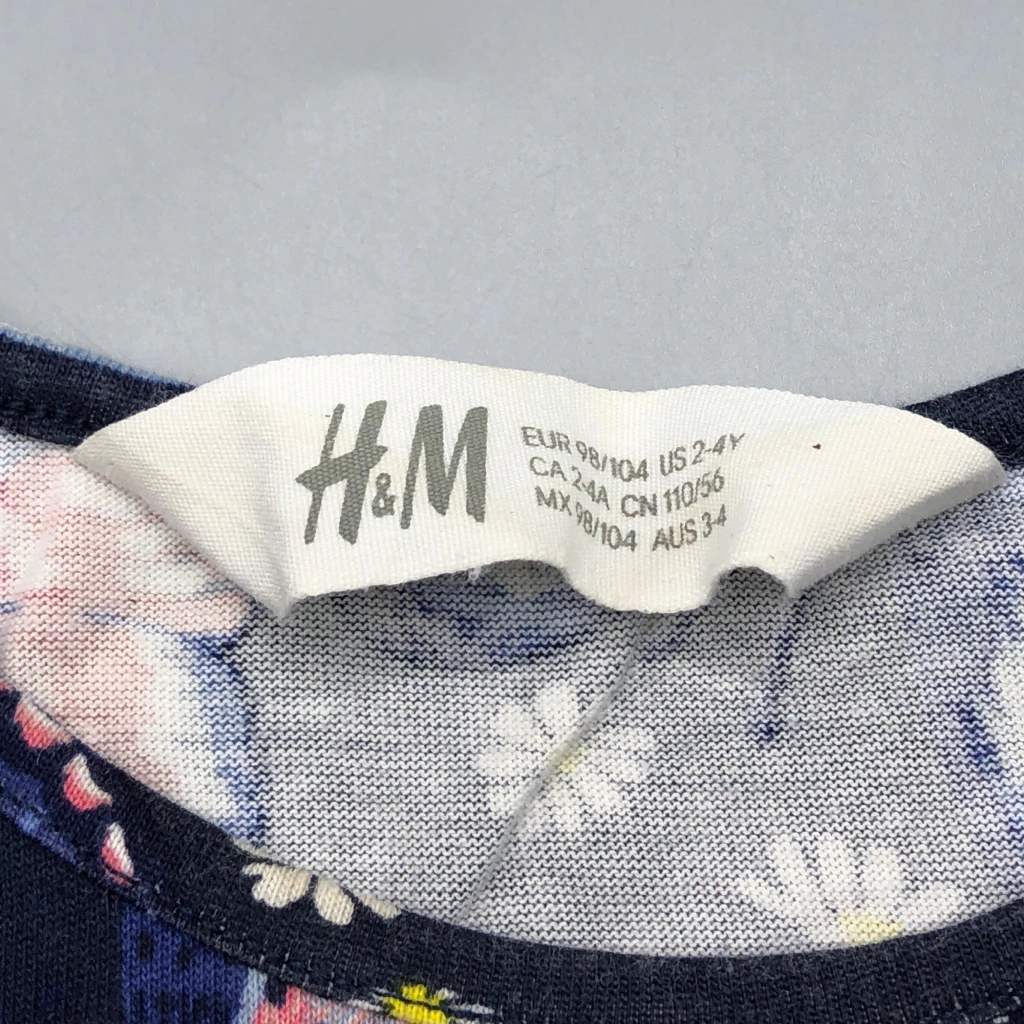 H&M
EUR 98/104 US 2-4Y
CA 2-4A CN 110/56
MX 98/104 AUS 3-4